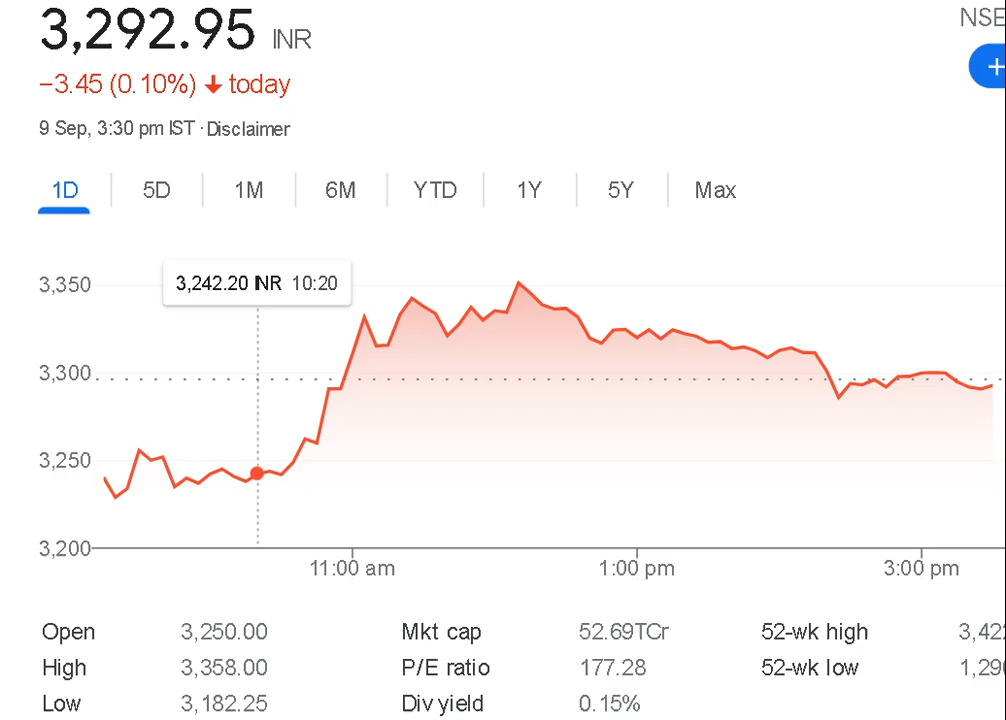 3,292.95 INR
NSE
−3.45 (0.10%) ↓ today
+
9 Sep, 3:30 pm IST · Disclaimer
1D 5D 1M 6M YTD 1Y 5Y Max
3,242.20 INR 10:20
3,350
3,300
3,250
3,200
11:00 am 1:00 pm 3:00 pm
Open 3,250.00 Mkt cap 52.69TCr 52-wk high 3,42
High 3,358.00 P/E ratio 177.28 52-wk low 1,29
Low 3,182.25 Div yield 0.15%